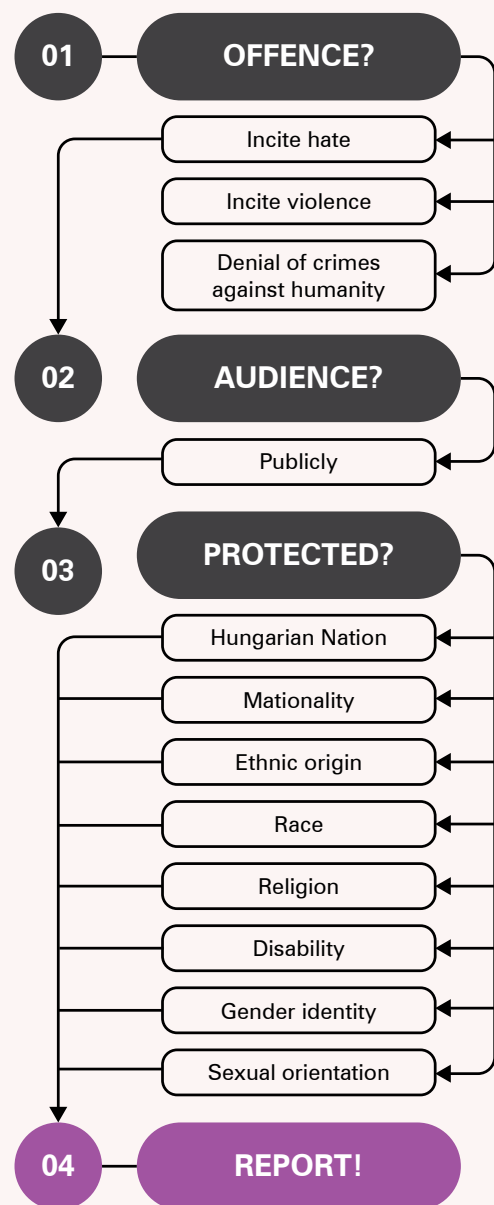 01
OFFENCE?
Incite hate
Incite violence
Denial of crimes
against humanity
02
AUDIENCE?
Publicly
03
PROTECTED?
Hungarian Nation
Mationality
Ethnic origin
Race
Religion
Disability
Gender identity
Sexual orientation
04
REPORT!